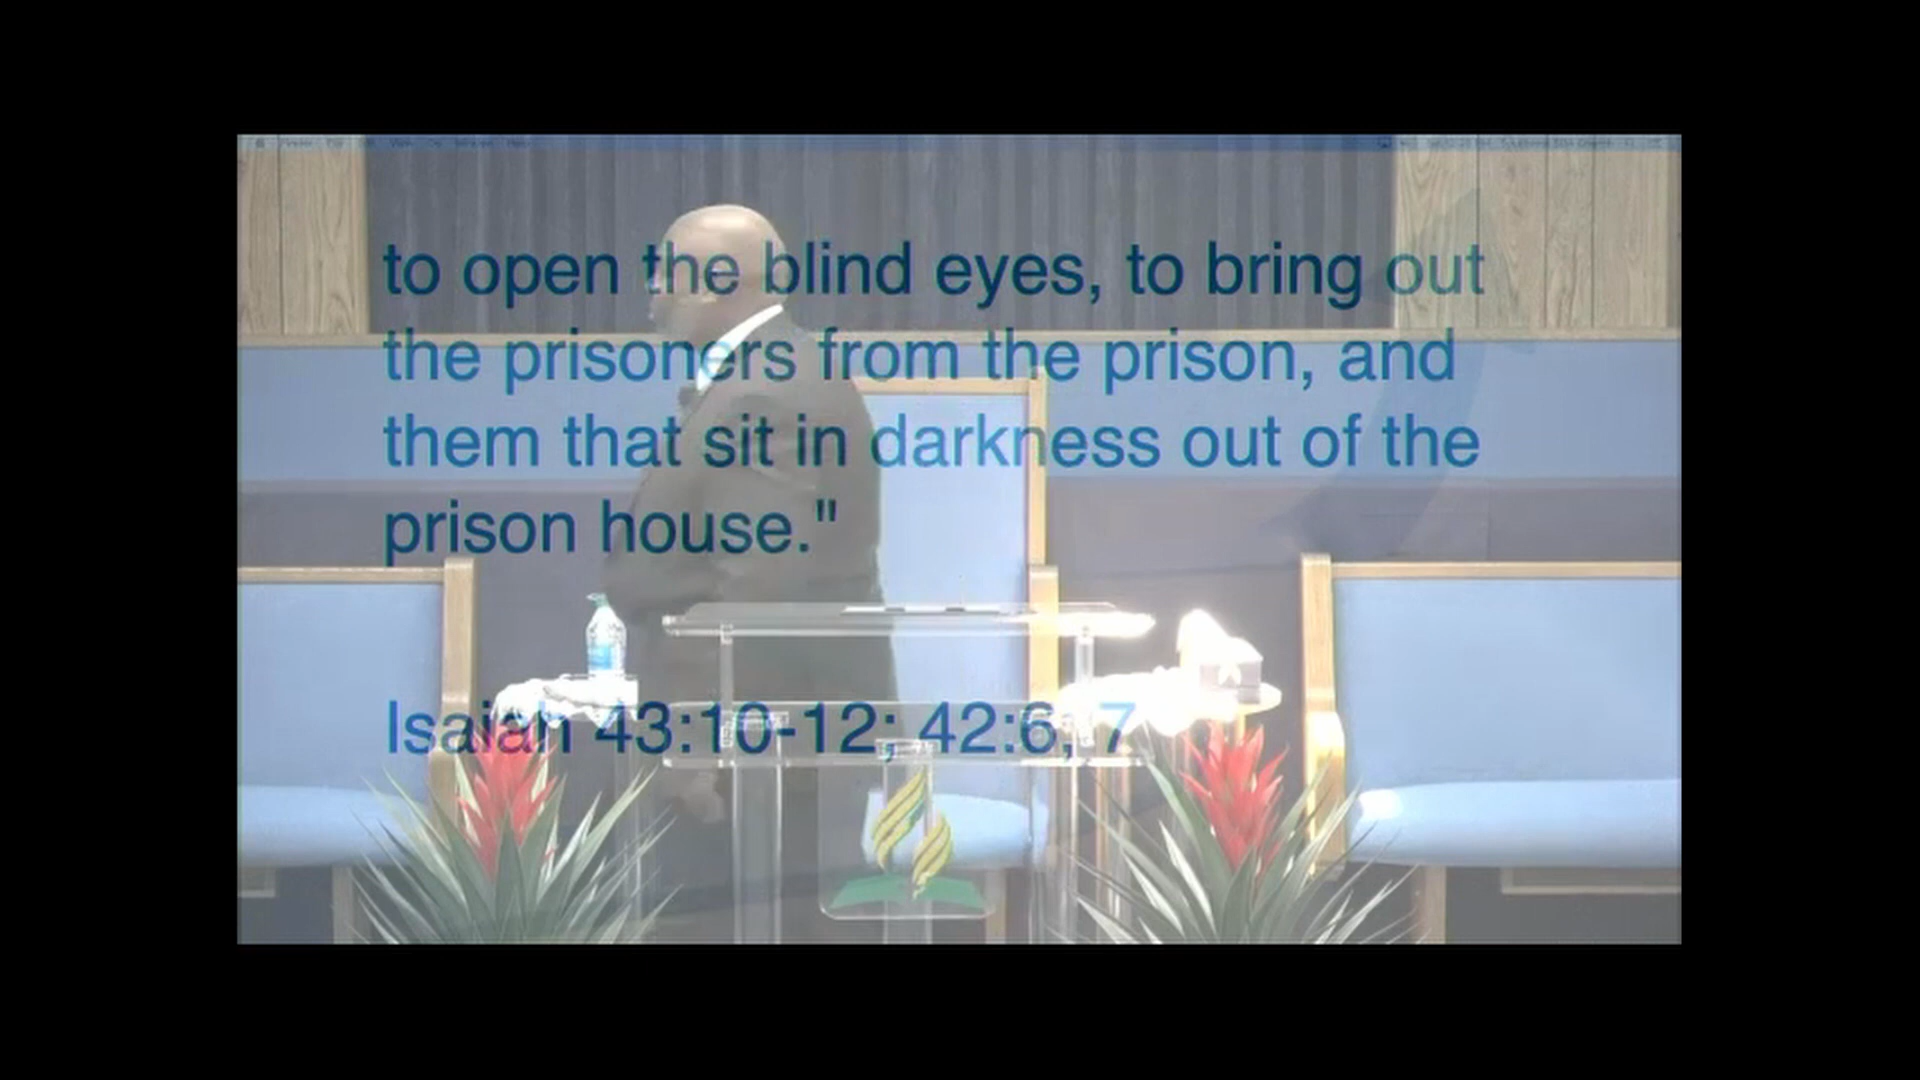 to open the blind eyes, to bring out
the prisoners from the prison, and
them that sit in darkness out of the
prison house."
Isaiah 43:10-12; 42:6, 7